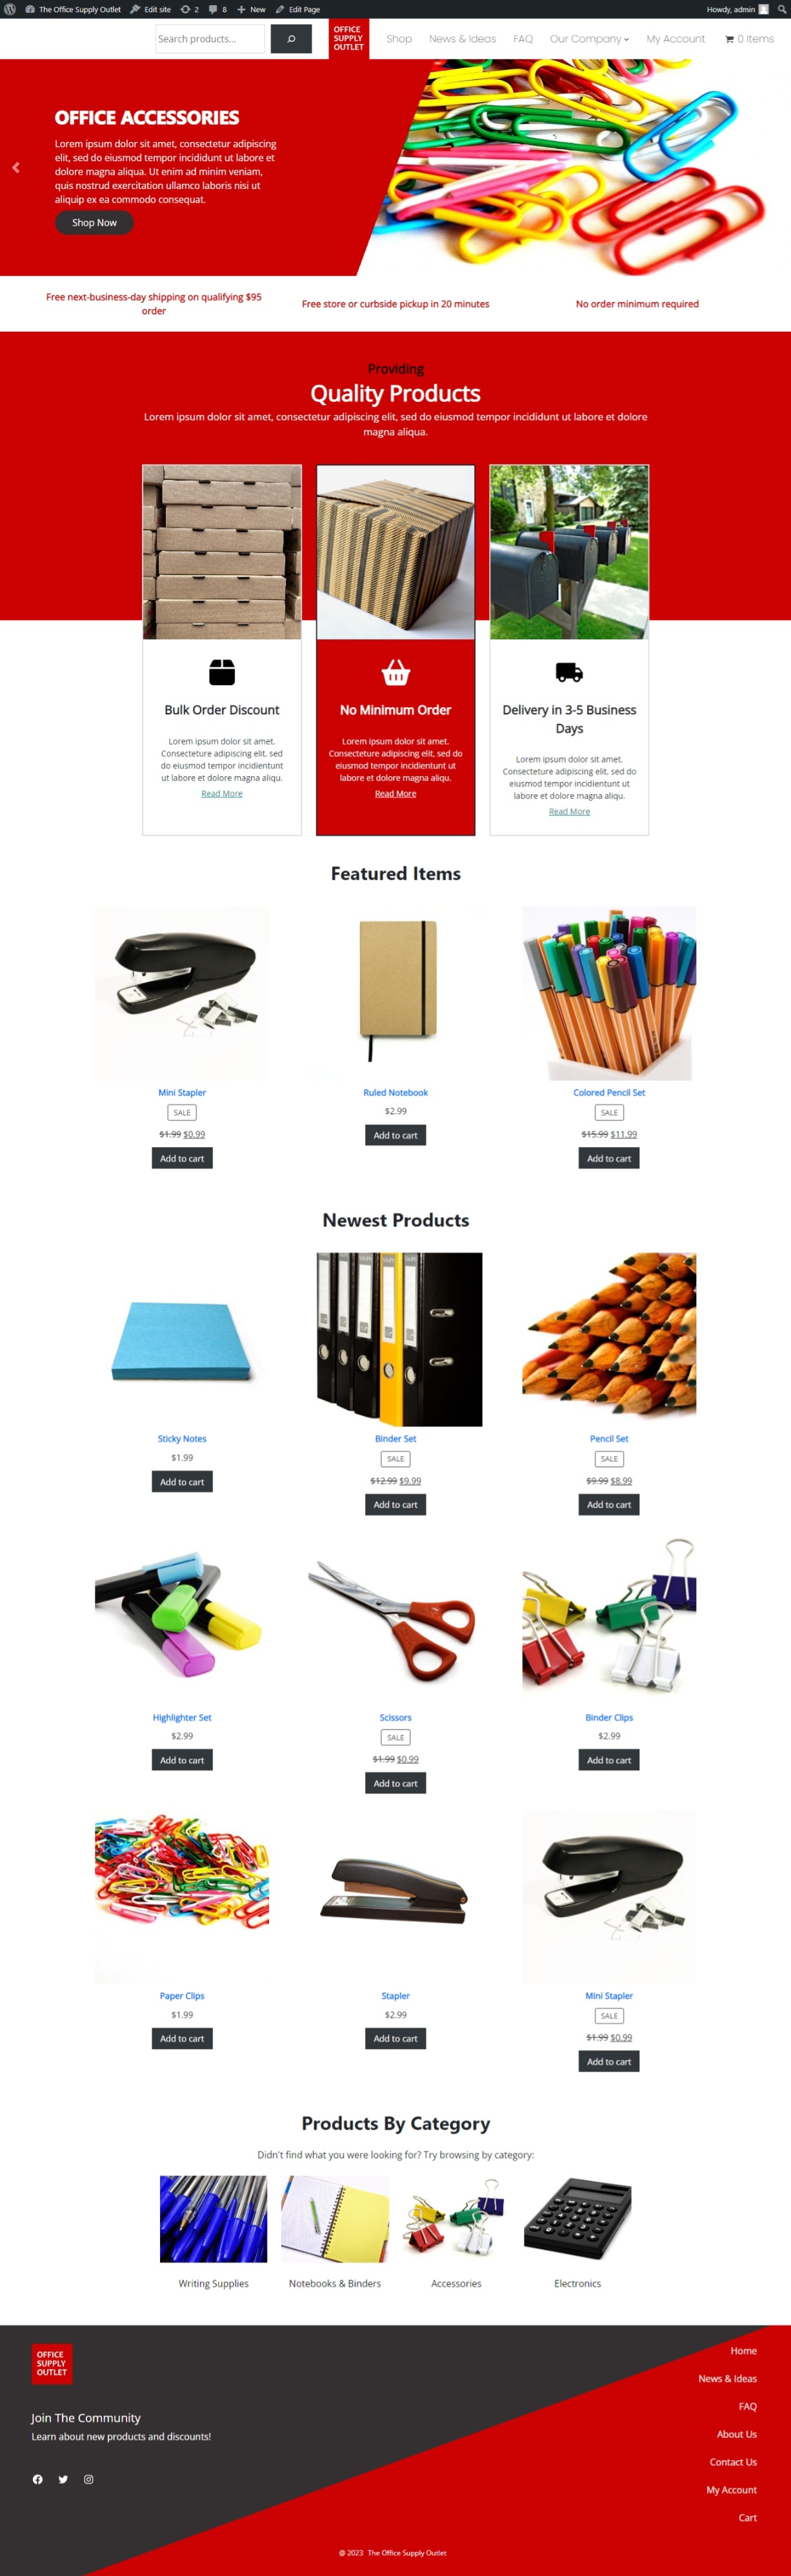 The Office Supply Outlet Edit site 2 8 New Edit Page Howdy, admin
Search products...
OFFICE
SUPPLY
OUTLET
Shop News & Ideas FAQ Our Company My Account 0 Items
OFFICE ACCESSORIES
Lorem ipsum dolor sit amet, consectetur adipiscing
elit, sed do eiusmod tempor incididunt ut labore et
dolore magna aliqua. Ut enim ad minim veniam,
quis nostrud exercitation ullamco laboris nisi ut
aliquip ex ea commodo consequat.
Shop Now
Free next-business-day shipping on qualifying $95
order
Free store or curbside pickup in 20 minutes
No order minimum required
Providing
Quality Products
Lorem ipsum dolor sit amet, consectetur adipiscing elit, sed do eiusmod tempor incididunt ut labore et dolore
magna aliqua.
Bulk Order Discount
Lorem ipsum dolor sit amet.
Consecteture adipiscing elit, sed
do eiusmod tempor incidientunt
ut labore et dolore magna aliqu.
Read More
No Minimum Order
Lorem ipsum dolor sit amet.
Consecteture adipiscing elit, sed do
eiusmod tempor incidientunt ut
labore et dolore magna aliqu.
Read More
Delivery in 3-5 Business
Days
Lorem ipsum dolor sit amet.
Consecteture adipiscing elit, sed do
eiusmod tempor incidientunt ut
labore et dolore magna aliqu.
Read More
Featured Items
Mini Stapler
SALE
$1.99 $0.99
Add to cart
Ruled Notebook
$2.99
Add to cart
Colored Pencil Set
SALE
$15.99 $11.99
Add to cart
Newest Products
Sticky Notes
$1.99
Add to cart
Binder Set
SALE
$12.99 $9.99
Add to cart
Pencil Set
SALE
$9.99 $8.99
Add to cart
Highlighter Set
$2.99
Add to cart
Scissors
SALE
$1.99 $0.99
Add to cart
Binder Clips
$2.99
Add to cart
Paper Clips
$1.99
Add to cart
Stapler
$2.99
Add to cart
Mini Stapler
SALE
$1.99 $0.99
Add to cart
Products By Category
Didn't find what you were looking for? Try browsing by category:
Writing Supplies
Notebooks & Binders
Accessories
Electronics
OFFICE
SUPPLY
OUTLET
Join The Community
Learn about new products and discounts!
Home
News & Ideas
FAQ
About Us
Contact Us
My Account
Cart
@ 2023 The Office Supply Outlet